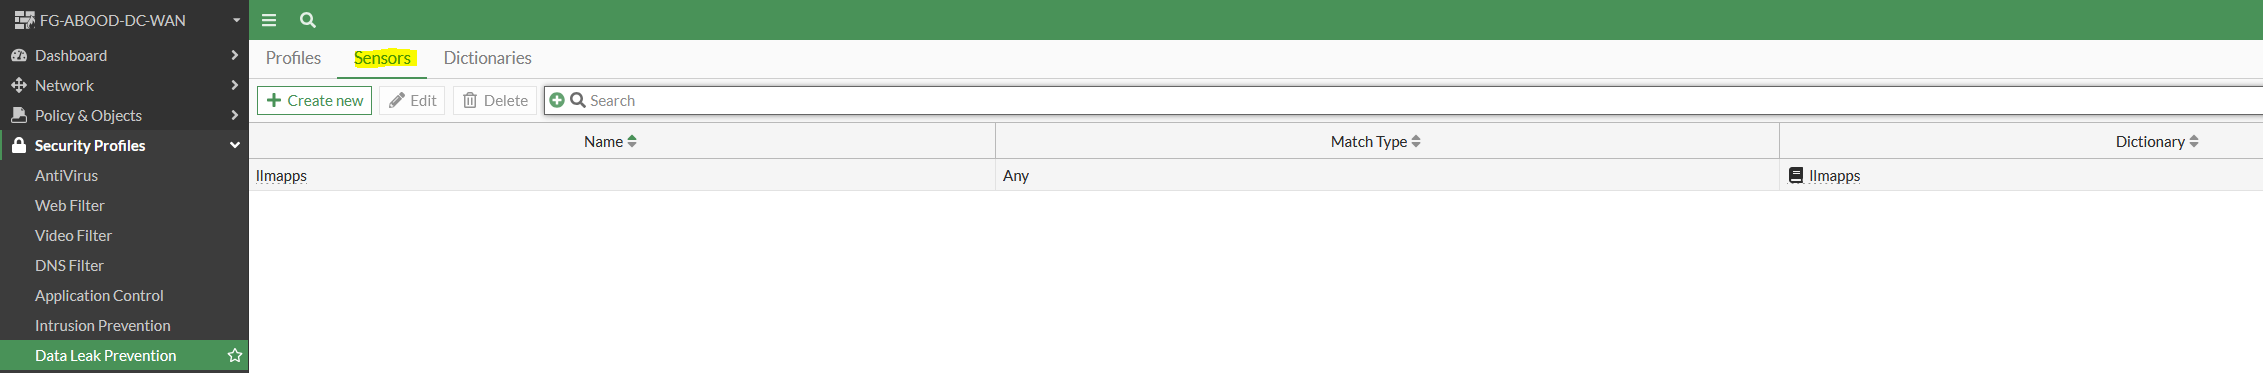 FG-ABOOD-DC-WAN
Dashboard
Network
Policy & Objects
Security Profiles
AntiVirus
Web Filter
Video Filter
DNS Filter
Application Control
Intrusion Prevention
Data Leak Prevention
Profiles Sensors Dictionaries
Create new Edit Delete Search
Name Match Type Dictionary
llmapps Any llmapps